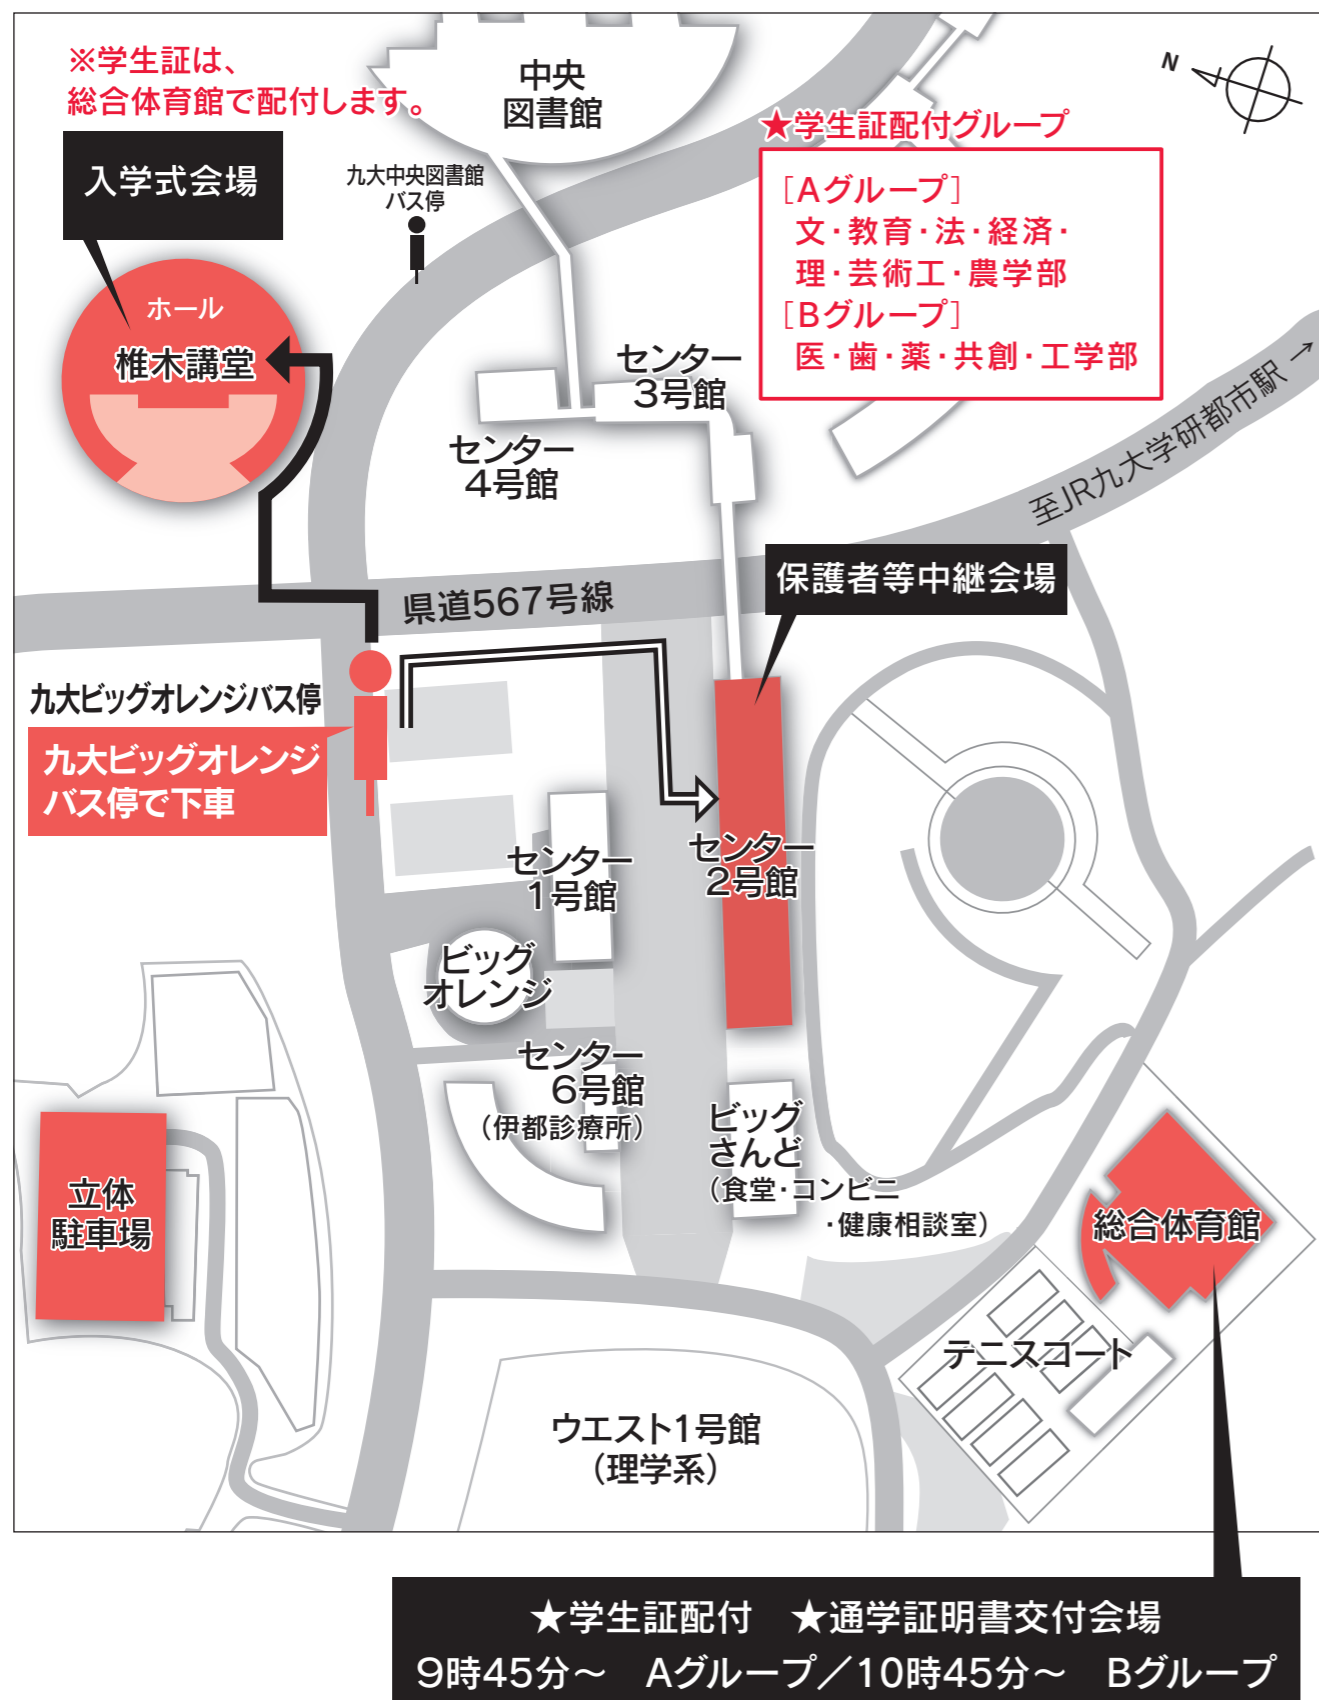 ※学生証は、
総合体育館で配付します。
入学式会場
ホール
椎木講堂
中央
図書館
九大中央図書館
バス停
N
★学生証配付グループ
[Aグループ]
文・教育・法・経済・
理・芸術工・農学部
[Bグループ]
医・歯・薬・共創・工学部
センター
3号館
センター
4号館
至JR九大学研都市駅→
県道567号線
保護者等中継会場
九大ビッグオレンジバス停
九大ビッグオレンジ
バス停で下車
センター
1号館
センター
2号館
ビッグ
オレンジ
センター
6号館
(伊都診療所)
ビッグ
さんど
(食堂・コンビニ
・健康相談室)
立体
駐車場
総合体育館
テニスコート
ウエスト1号館
(理学系)
★学生証配付　★通学証明書交付会場
9時45分～　Aグループ／10時45分～　Bグループ